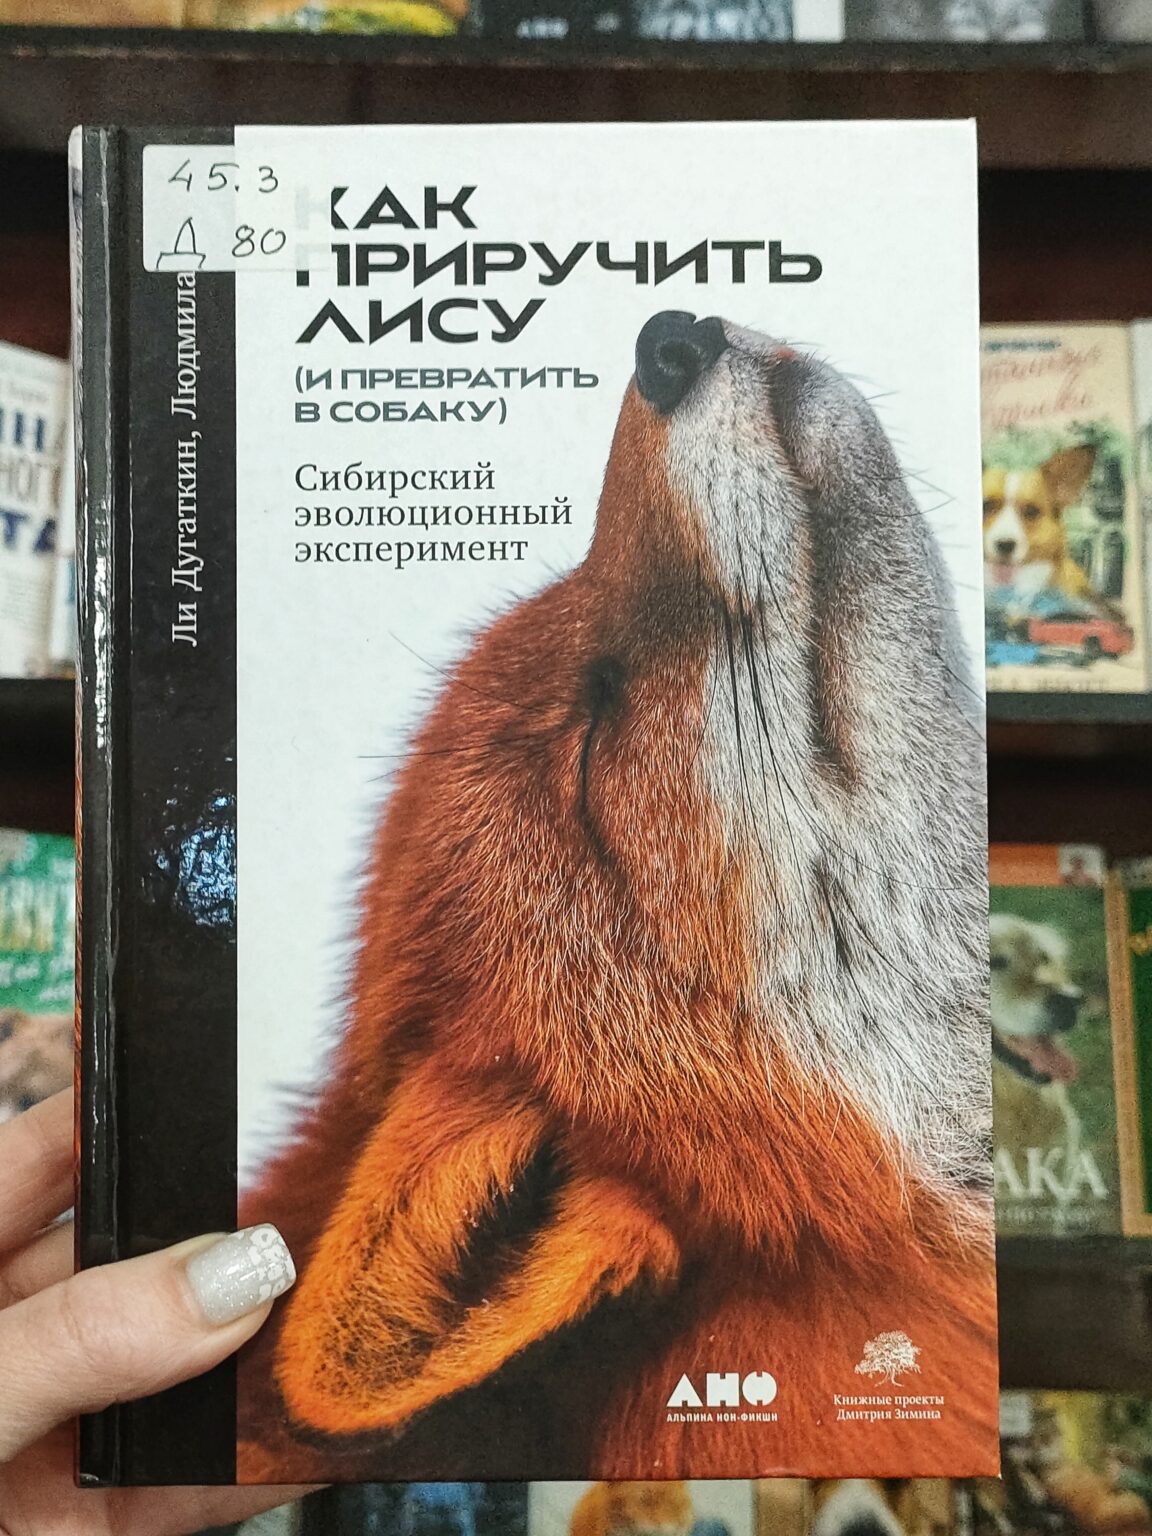 45.3
Д 80
КАК
ПРИРУЧИТЬ
ЛИСУ
(И ПРЕВРАТИТЬ
В СОБАКУ)
Сибирский
эволюционный
эксперимент
Ли Дугаткин, Людмила
АНФ
АЛЬПИНА НОН-ФИКШН
Книжные проекты
Дмитрия Зимина